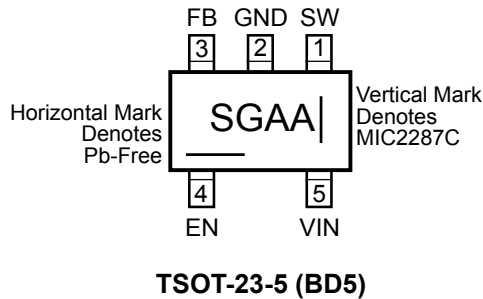 FB GND SW
3 2 1
Horizontal Mark
Denotes
Pb-Free
SGAA|
Vertical Mark
Denotes
MIC2287C
4 5
EN VIN
TSOT-23-5 (BD5)